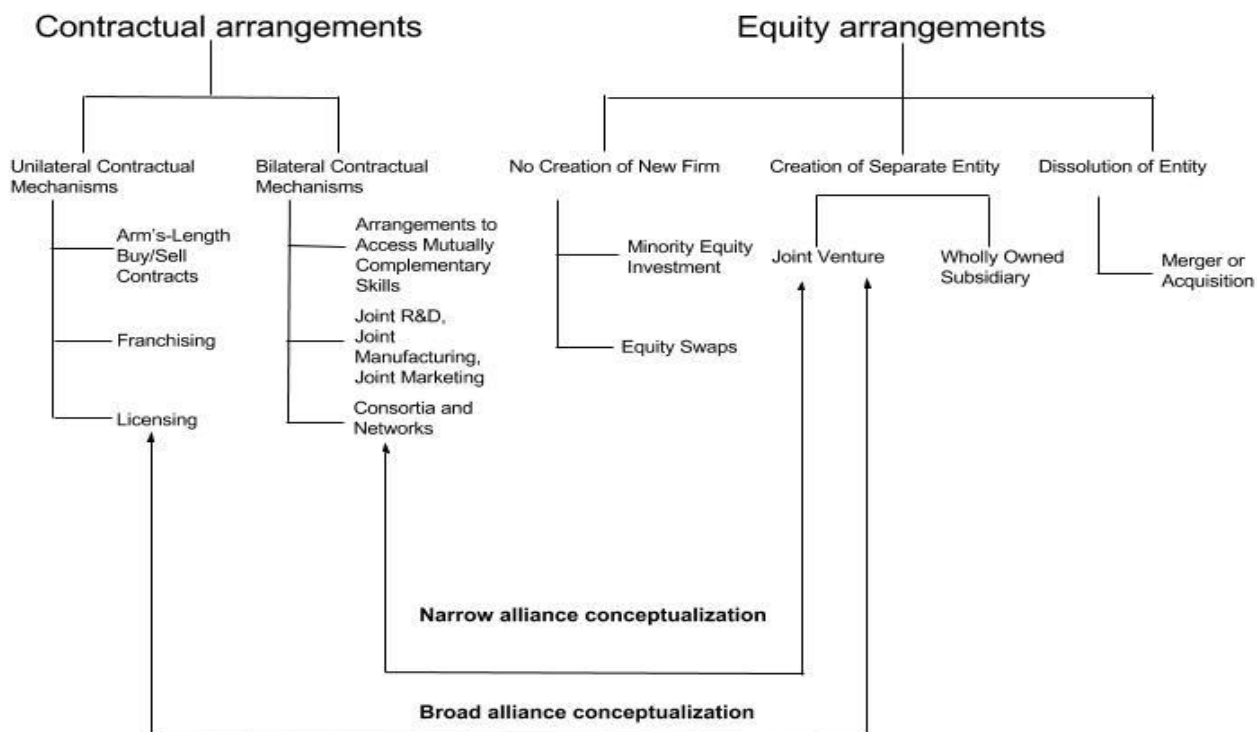 Contractual arrangements
Equity arrangements
Unilateral Contractual
Mechanisms
Bilateral Contractual
Mechanisms
No Creation of New Firm
Creation of Separate Entity
Dissolution of Entity
Arm's-Length
Buy/Sell
Contracts
Franchising
Licensing
Arrangements to
Access Mutually
Complementary
Skills
Joint R&D,
Joint
Manufacturing,
Joint Marketing
Consortia and
Networks
Minority Equity
Investment
Equity Swaps
Joint Venture
Wholly Owned
Subsidiary
Merger or
Acquisition
Narrow alliance conceptualization
Broad alliance conceptualization